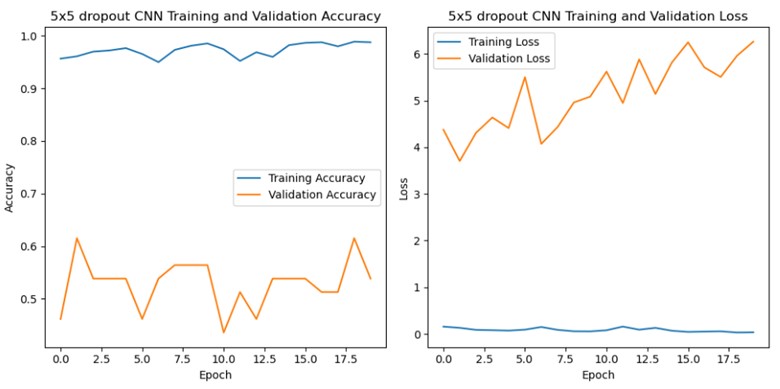 5x5 dropout CNN Training and Validation Accuracy
1.0
0.9
0.8
0.7
0.6
0.5
Accuracy
Training Accuracy
Validation Accuracy
0.0 2.5 5.0 7.5 10.0 12.5 15.0 17.5
Epoch
5x5 dropout CNN Training and Validation Loss
Training Loss
Validation Loss
6
5
4
3
2
1
0
Loss
0.0 2.5 5.0 7.5 10.0 12.5 15.0 17.5
Epoch